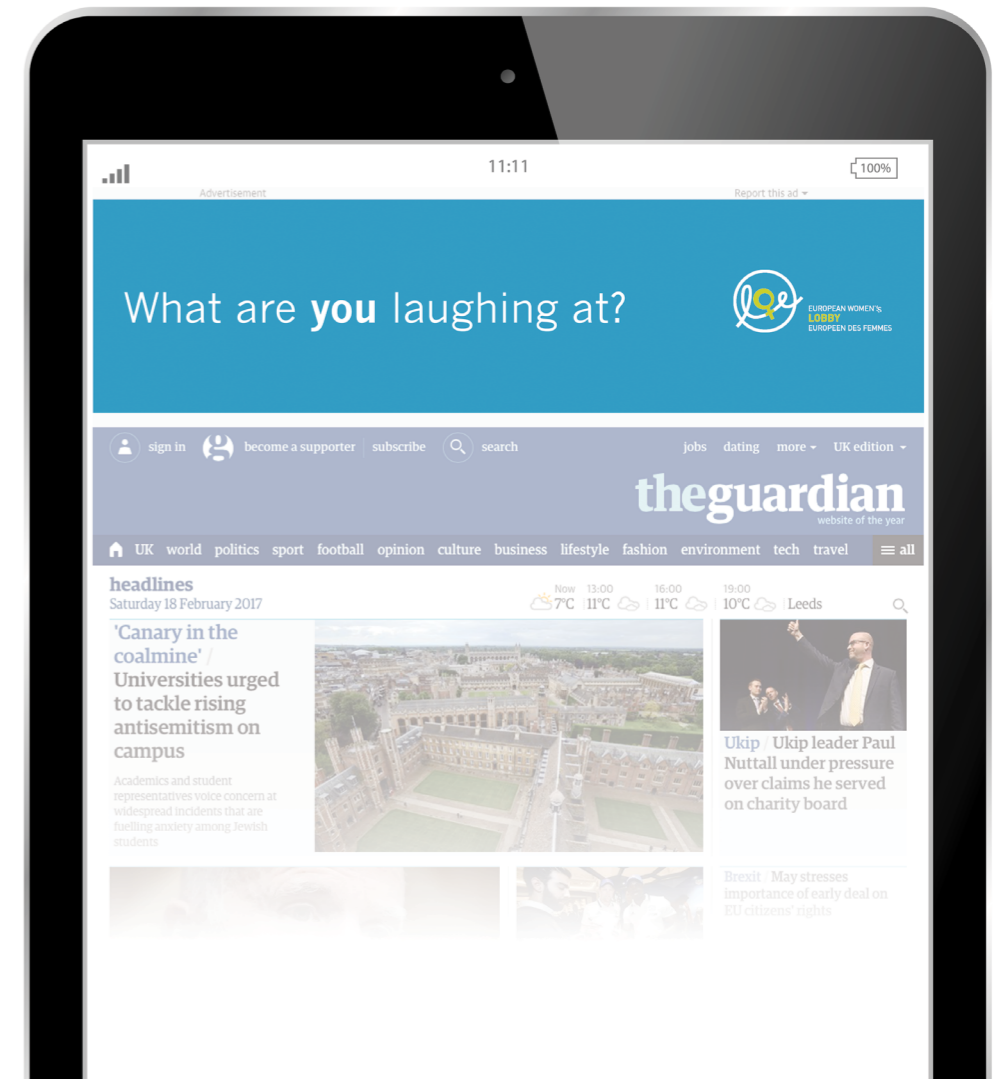 11:11
100%
Advertisement
Report this ad
What are you laughing at?
EUROPEAN WOMEN's
LOBBY
EUROPEEN DES FEMMES
sign in
become a supporter
subscribe
search
jobs
dating
more
UK edition
theguardian
website of the year
UK world politics sport football opinion culture business lifestyle fashion environment tech travel all
headlines
Saturday 18 February 2017
Now 13:00 16:00 19:00
7°C 11°C 11°C 10°C Leeds
'Canary in the
coalmine' /
Universities urged
to tackle rising
antisemitism on
campus
Academics and student
representatives voice concern at
widespread incidents that are
fuelling anxiety among Jewish
students
Ukip / Ukip leader Paul
Nuttall under pressure
over claims he served
on charity board
Brexit / May stresses
importance of early deal on
EU citizens' rights